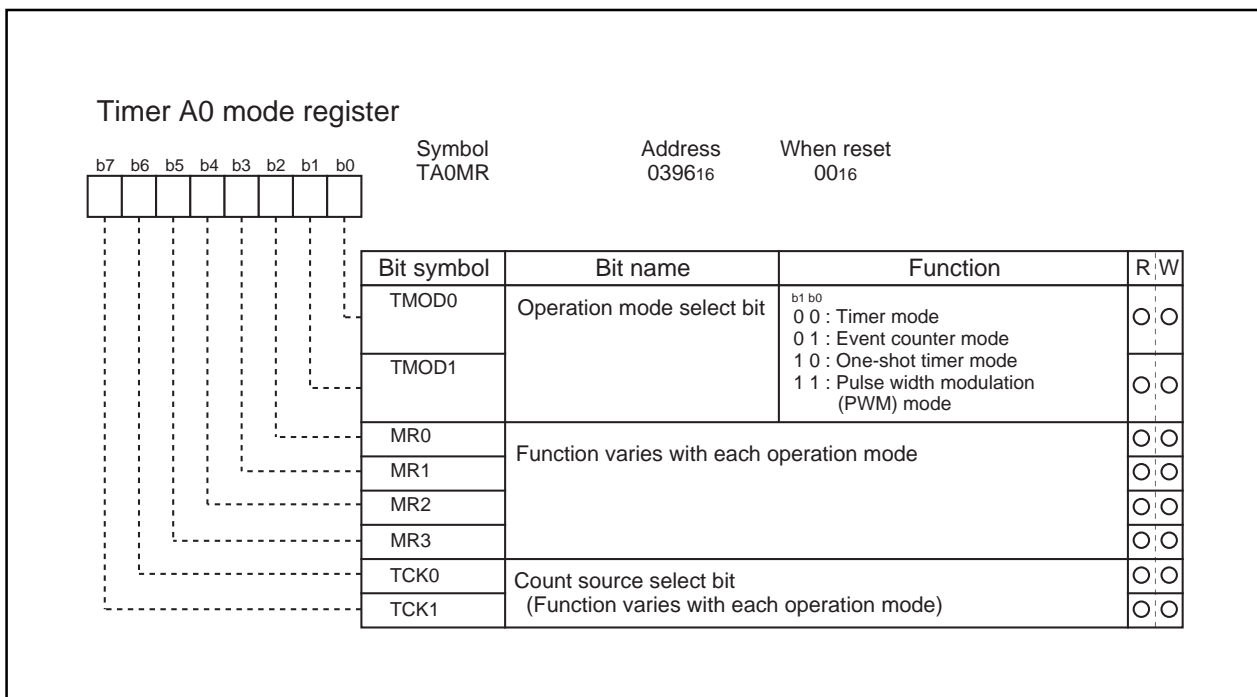 Timer A0 mode register
Symbol Address When reset
TA0MR 039616 0016
b7 b6 b5 b4 b3 b2 b1 b0
Bit symbol Bit name Function R W
TMOD0 Operation mode select bit
b1 b0
0 0 : Timer mode
0 1 : Event counter mode
1 0 : One-shot timer mode
1 1 : Pulse width modulation
(PWM) mode
TMOD1
MR0
Function varies with each operation mode
MR1
MR2
MR3
TCK0
Count source select bit
(Function varies with each operation mode)
TCK1